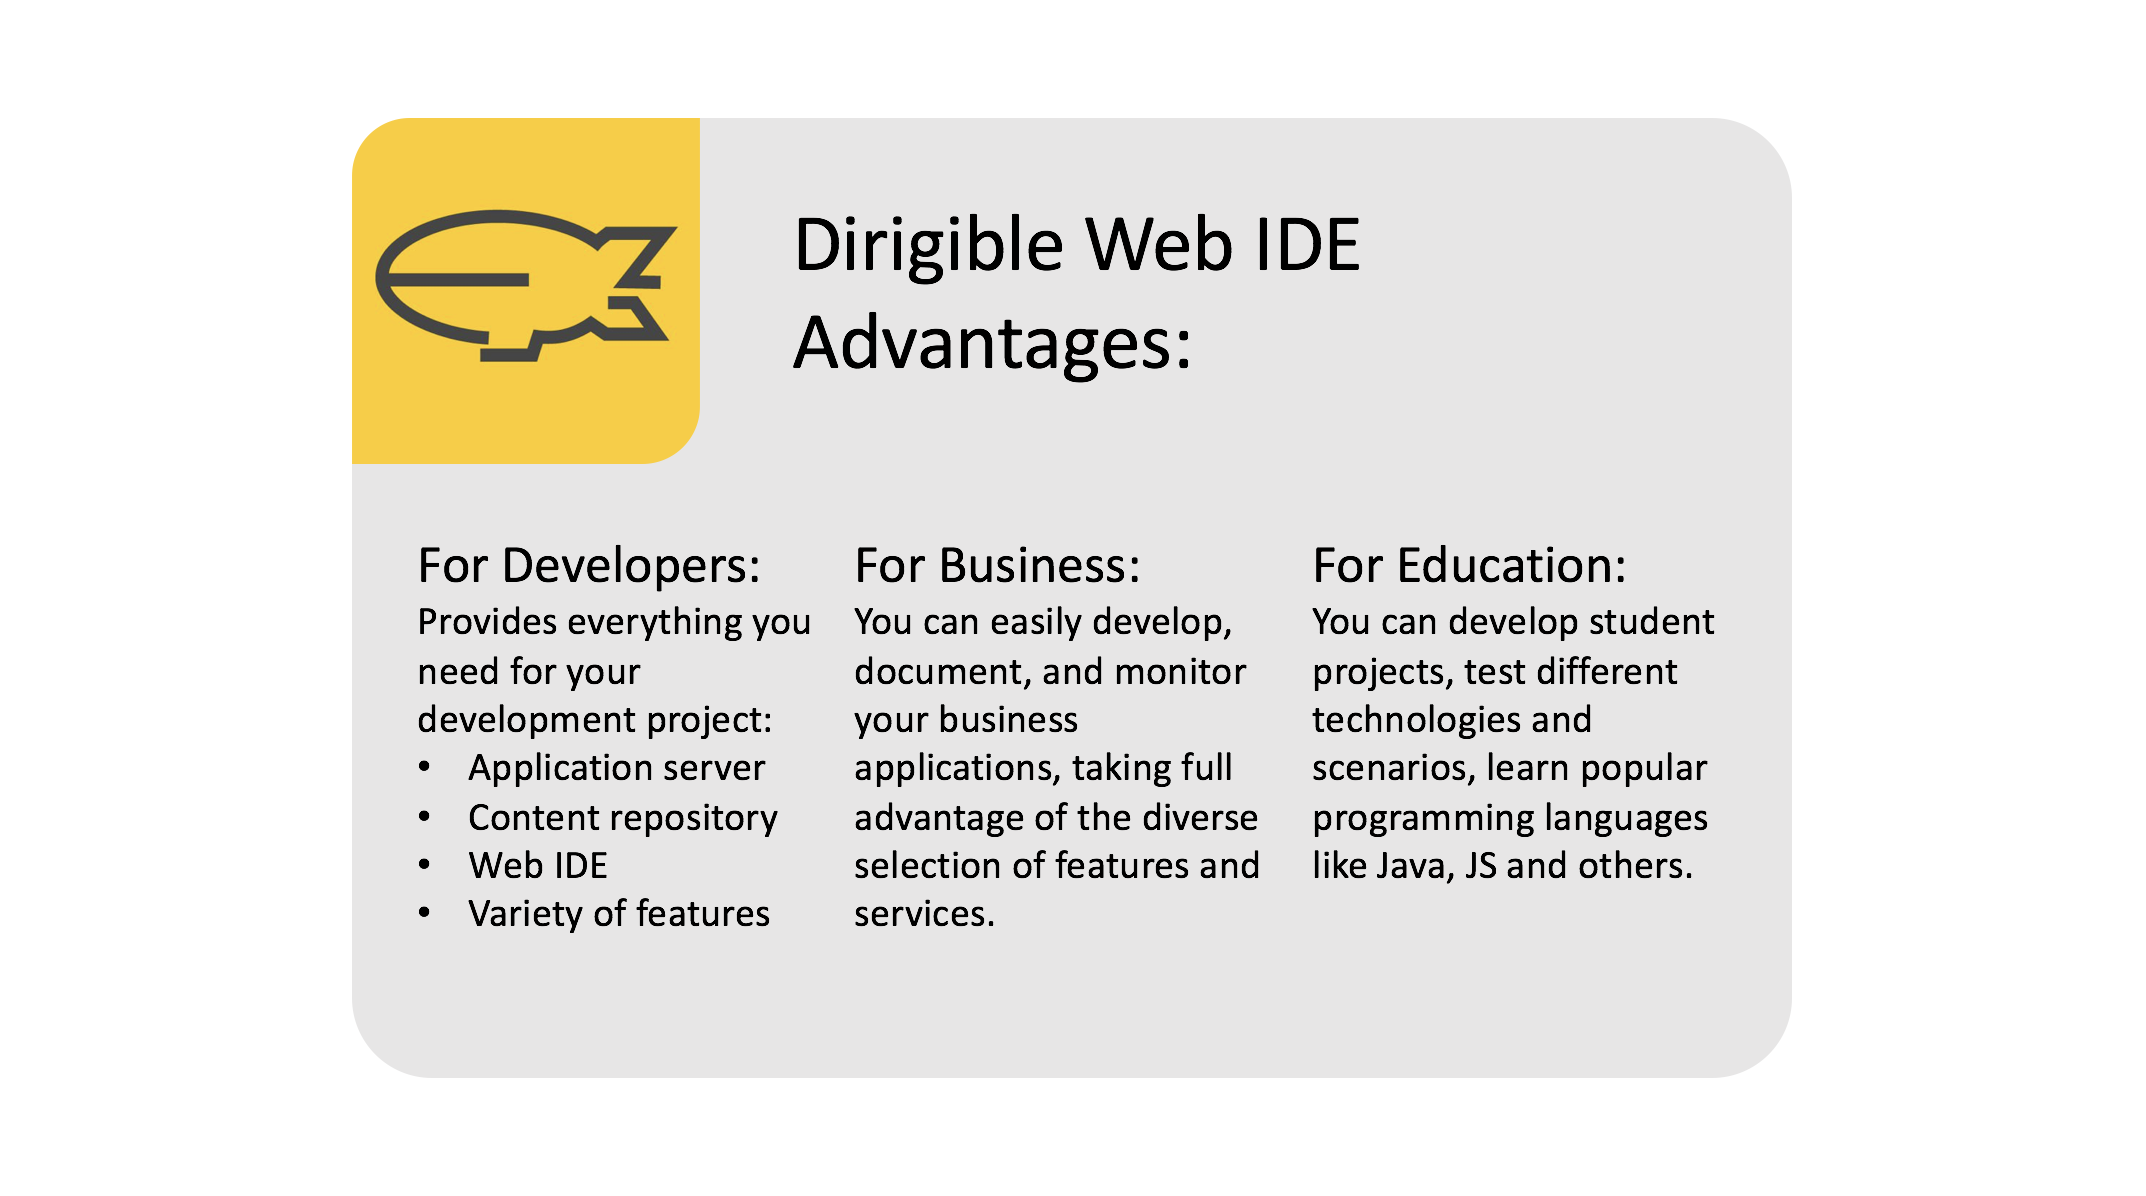 Dirigible Web IDE
Advantages:
For Developers:
Provides everything you
need for your
development project:
• Application server
• Content repository
• Web IDE
• Variety of features
For Business:
You can easily develop,
document, and monitor
your business
applications, taking full
advantage of the diverse
selection of features and
services.
For Education:
You can develop student
projects, test different
technologies and
scenarios, learn popular
programming languages
like Java, JS and others.